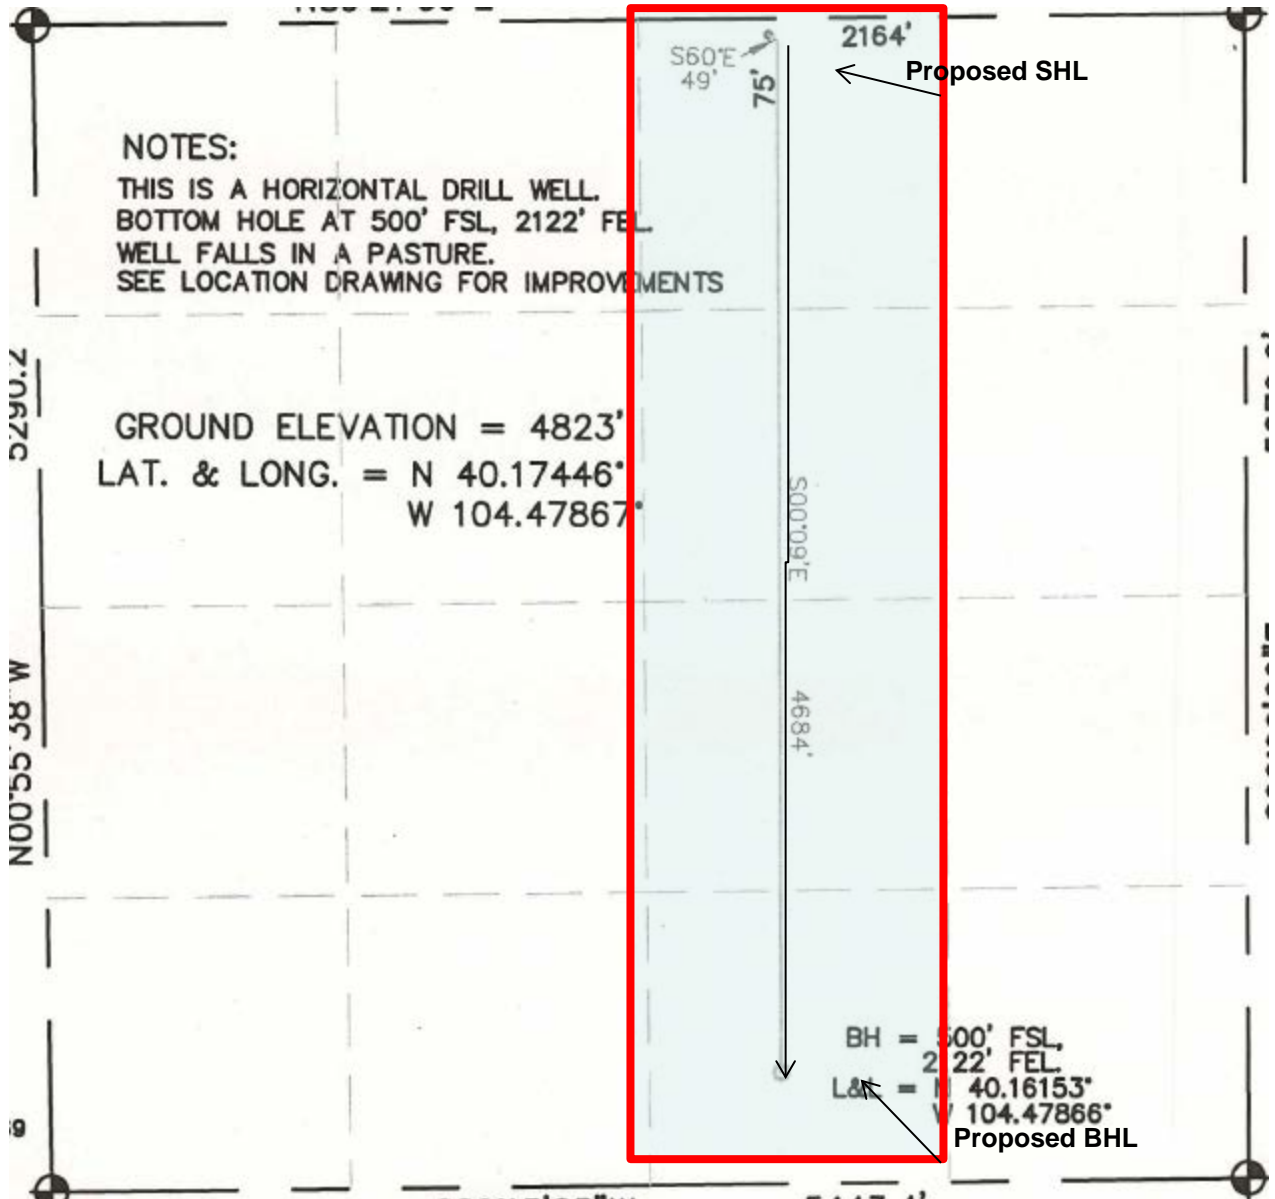 2164'
S60°E
49'
75'
Proposed SHL
NOTES:
THIS IS A HORIZONTAL DRILL WELL.
BOTTOM HOLE AT 500' FSL, 2122' FEL.
WELL FALLS IN A PASTURE.
SEE LOCATION DRAWING FOR IMPROVEMENTS
GROUND ELEVATION = 4823'
LAT. & LONG. = N 40.17446°
W 104.47867°
S00°09'E
4684'
N00°55'38"W
BH = 500' FSL,
2122' FEL.
L&L = N 40.16153°
W 104.47866°
Proposed BHL